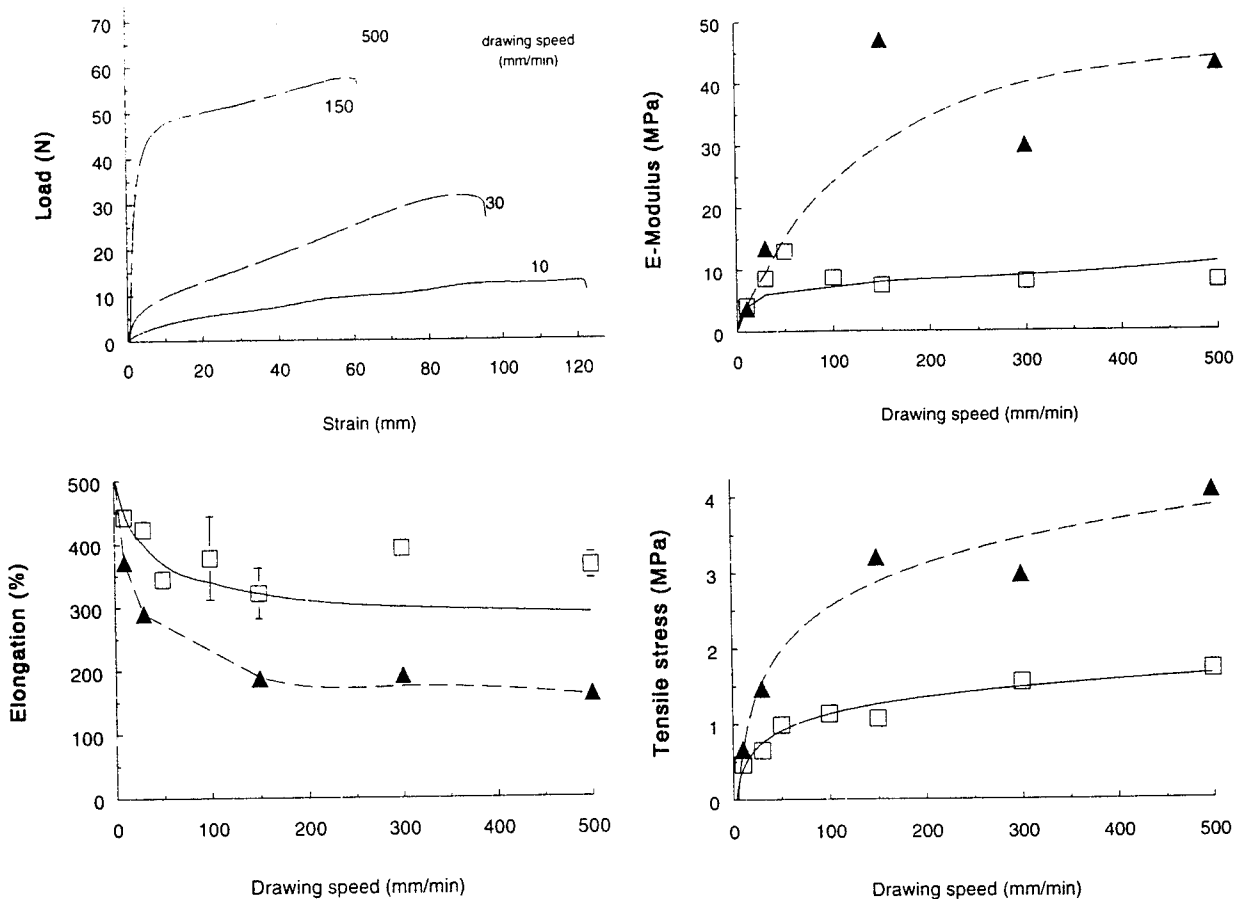 70
60
50
40
30
20
10
0
Load (N)
500
drawing speed
(mm/min)
150
30
10
0 20 40 60 80 100 120
Strain (mm)
50
40
30
20
10
0
E-Modulus (MPa)
0 100 200 300 400 500
Drawing speed (mm/min)
500
400
300
200
100
0
Elongation (%)
0 100 200 300 400 500
Drawing speed (mm/min)
4
3
2
1
0
Tensile stress (MPa)
0 100 200 300 400 500
Drawing speed (mm/min)